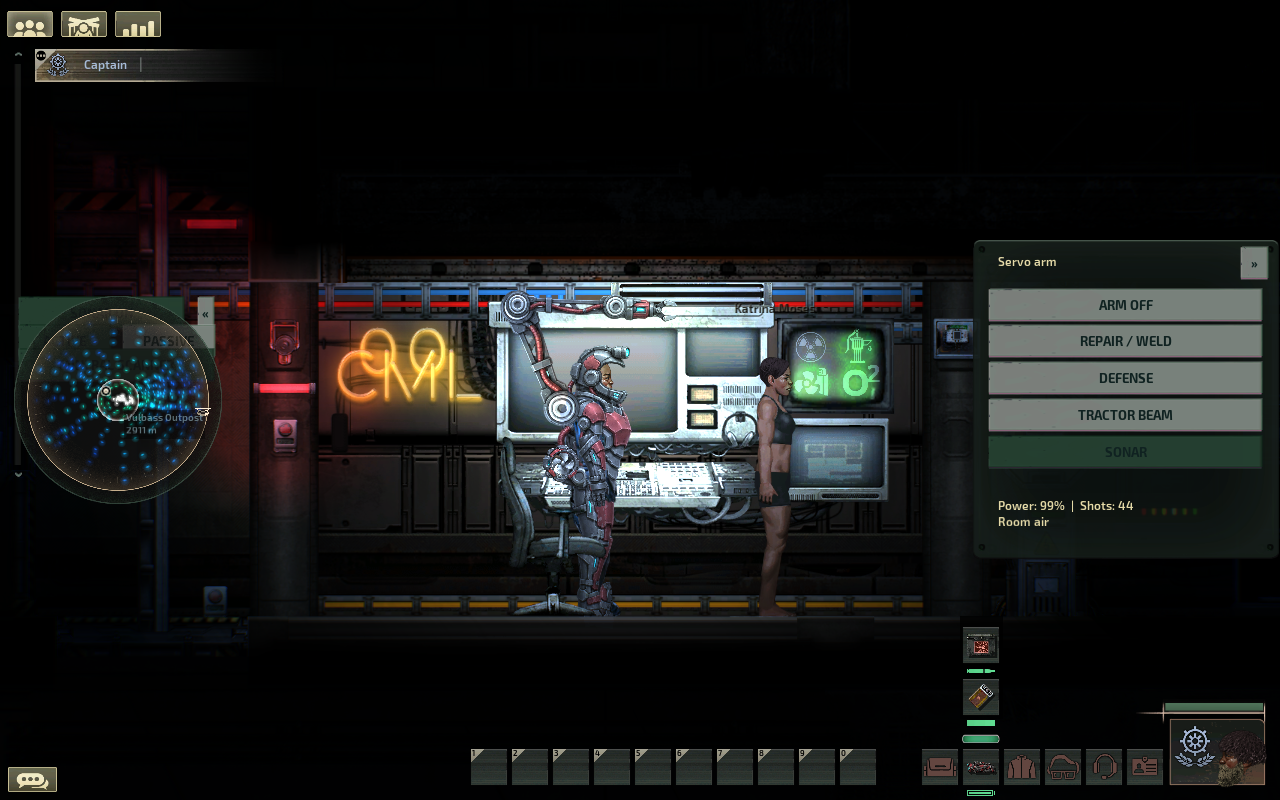 Captain
Servo arm
»
ARM OFF
REPAIR / WELD
DEFENSE
TRACTOR BEAM
SONAR
Power: 99% | Shots: 44
Room air
«
PASSIVE
Vulbass Outpost
2911 m
Katrina Moses
CML
O2
1 2 3 4 5 6 7 8 9 0